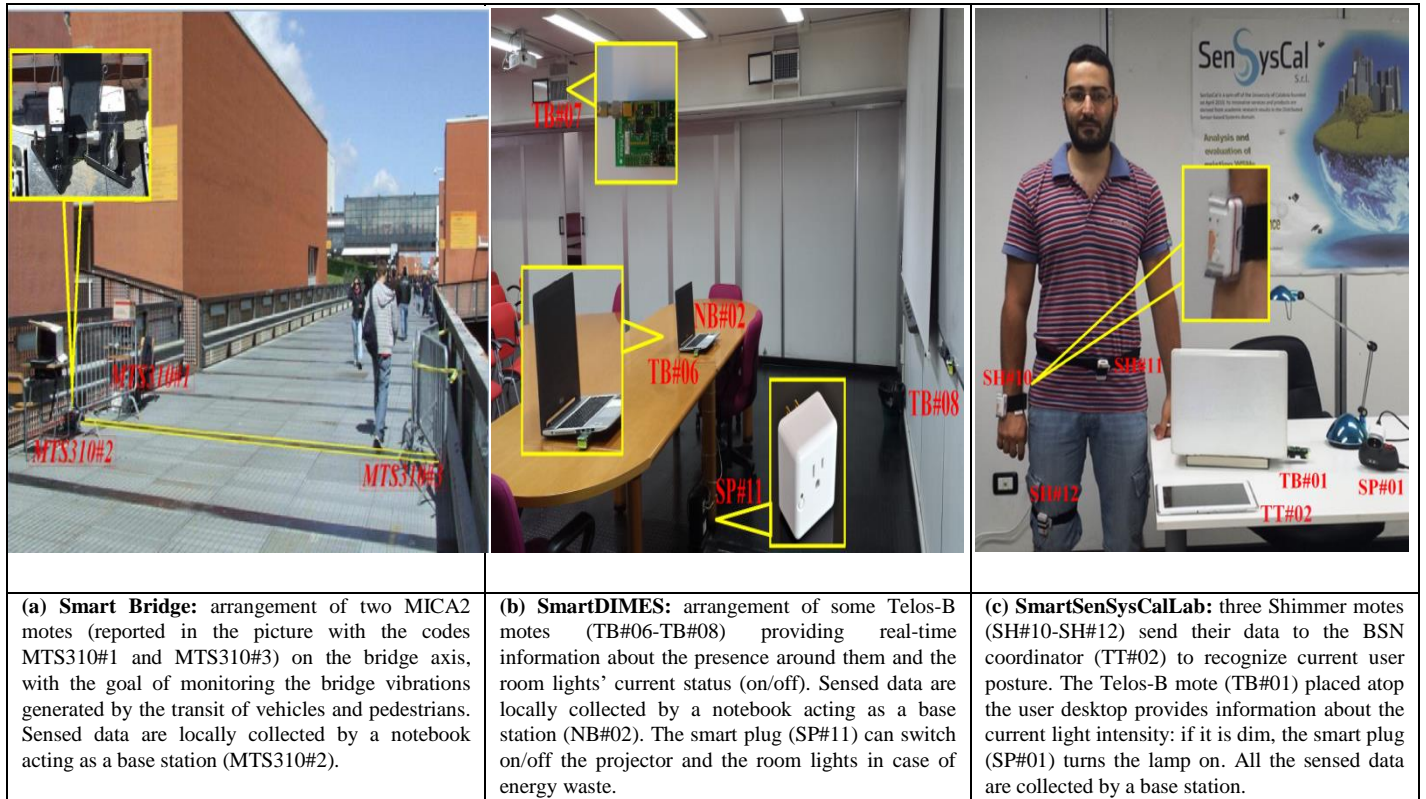 MTS310#1
MTS310#2
MTS310#3
TB#07
NB#02
TB#06
TB#08
SP#11
SenSysCal
S.r.l.
Analysis and
evaluation of
existing WSNs
SH#10
SH#11
SH#12
TB#01
SP#01
TT#02
(a) Smart Bridge: arrangement of two MICA2
motes (reported in the picture with the codes
MTS310#1 and MTS310#3) on the bridge axis,
with the goal of monitoring the bridge vibrations
generated by the transit of vehicles and pedestrians.
Sensed data are locally collected by a notebook
acting as a base station (MTS310#2).
(b) SmartDIMES: arrangement of some Telos-B
motes (TB#06-TB#08) providing real-time
information about the presence around them and the
room lights’ current status (on/off). Sensed data are
locally collected by a notebook acting as a base
station (NB#02). The smart plug (SP#11) can switch
on/off the projector and the room lights in case of
energy waste.
(c) SmartSenSysCalLab: three Shimmer motes
(SH#10-SH#12) send their data to the BSN
coordinator (TT#02) to recognize current user
posture. The Telos-B mote (TB#01) placed atop
the user desktop provides information about the
current light intensity: if it is dim, the smart plug
(SP#01) turns the lamp on. All the sensed data
are collected by a base station.